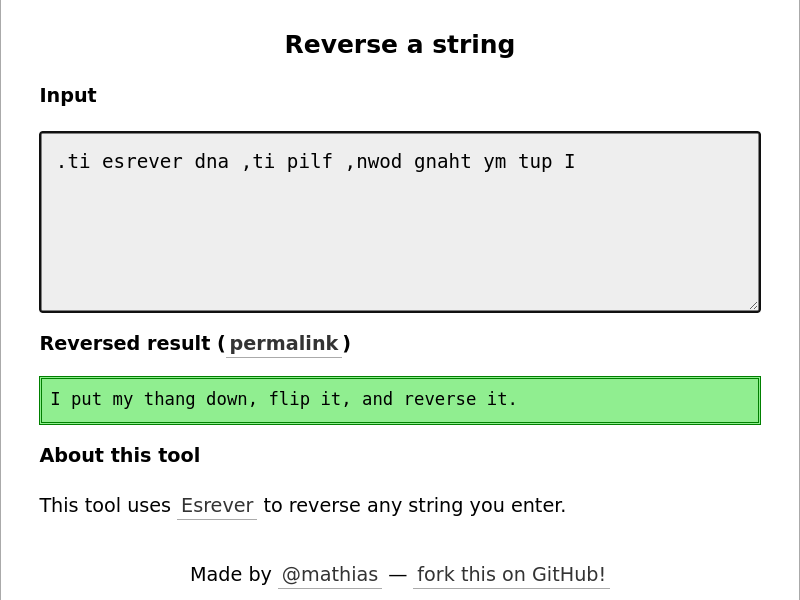 Reverse a string
Input
.ti esrever dna ,ti pilf ,nwod gnaht ym tup I
Reversed result (permalink)
I put my thang down, flip it, and reverse it.
About this tool
This tool uses Esrever to reverse any string you enter.
Made by @mathias — fork this on GitHub!